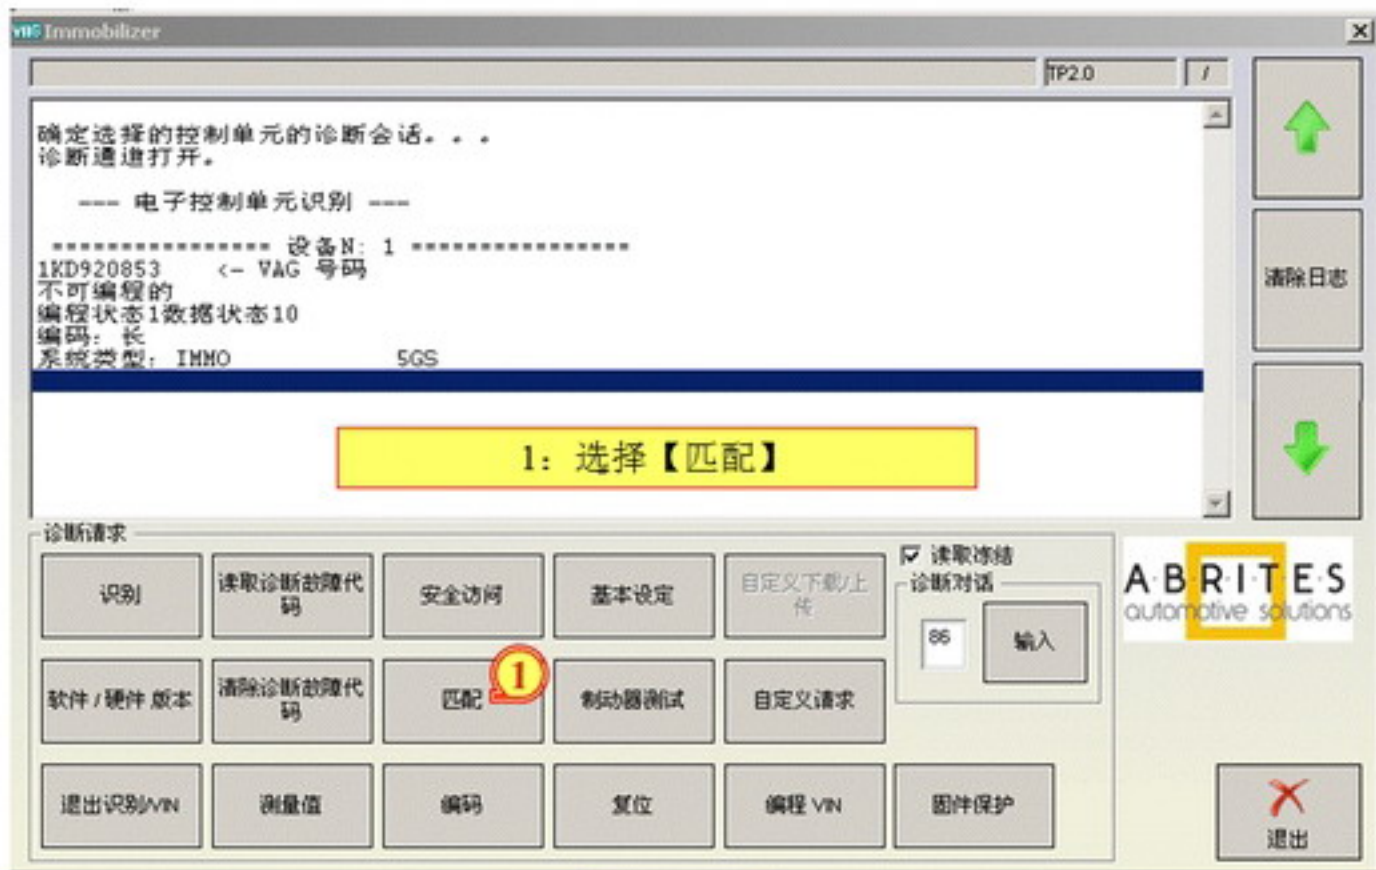 Immobilizer
TP2.0 /
确定选择的控制单元的诊断会话. . .
诊断通道打开。
--- 电子控制单元识别 ---
================ 设备N: 1 ================
1KD920853 <- VAG 号码
不可编程的
编程状态1数据状态10
编码: 长
系统类型: IMMO 5GS
清除日志
1: 选择【匹配】
诊断请求
识别
读取诊断故障代码
安全访问
基本设定
自定义下载/上传
读取冻结
诊断对话
86
输入
软件 / 硬件 版本
清除诊断故障代码
匹配
1
制动器测试
自定义请求
退出识别/VIN
测量值
编码
复位
编程 VIN
固件保护
ABRITES
automotive solutions
退出